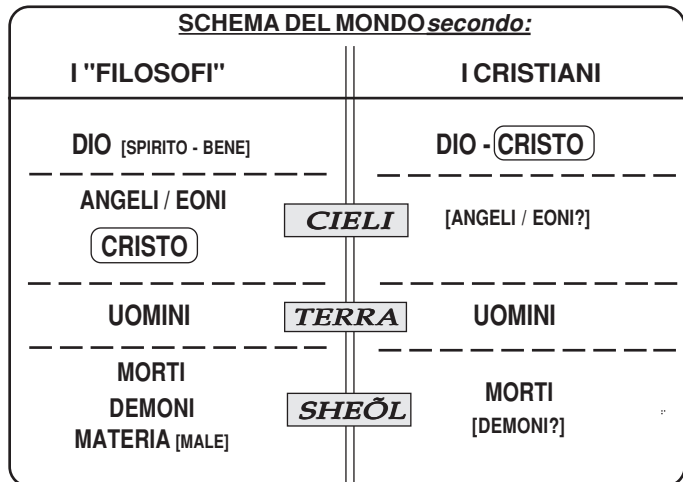 SCHEMA DEL MONDO secondo:
I "FILOSOFI"
I CRISTIANI
DIO [SPIRITO - BENE]
DIO - CRISTO
ANGELI / EONI
CRISTO
CIELI
[ANGELI / EONI?]
UOMINI
TERRA
UOMINI
MORTI
DEMONI
MATERIA [MALE]
SHEÕL
MORTI
[DEMONI?]